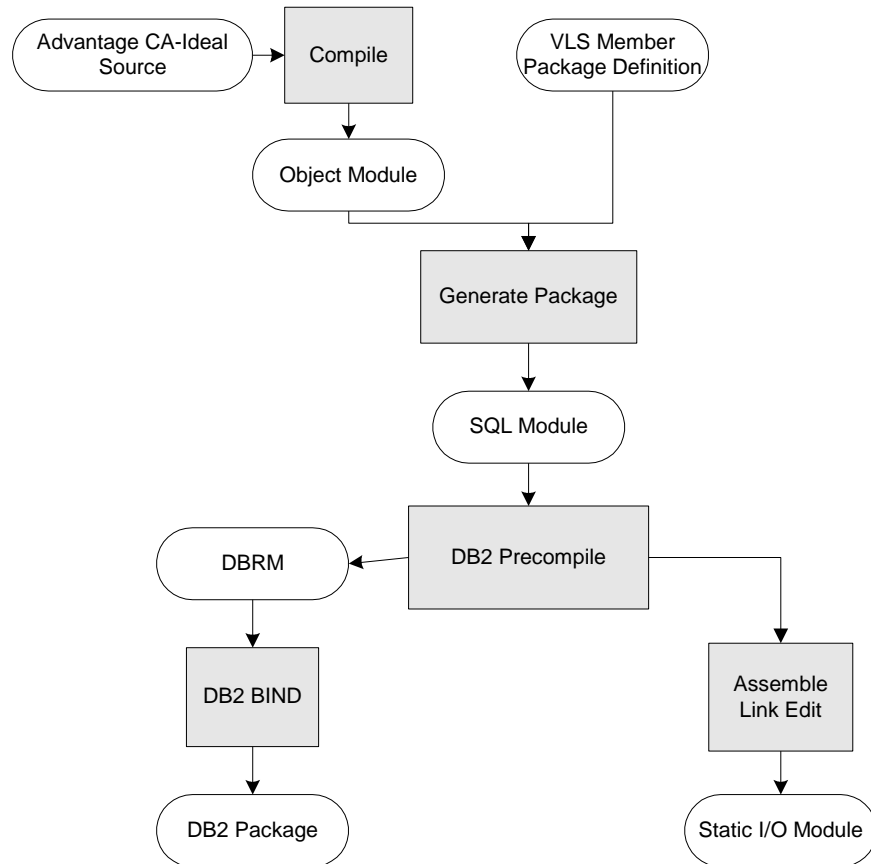 Advantage CA-Ideal
Source
Compile
VLS Member
Package Definition
Object Module
Generate Package
SQL Module
DBRM
DB2 Precompile
DB2 BIND
Assemble
Link Edit
DB2 Package
Static I/O Module